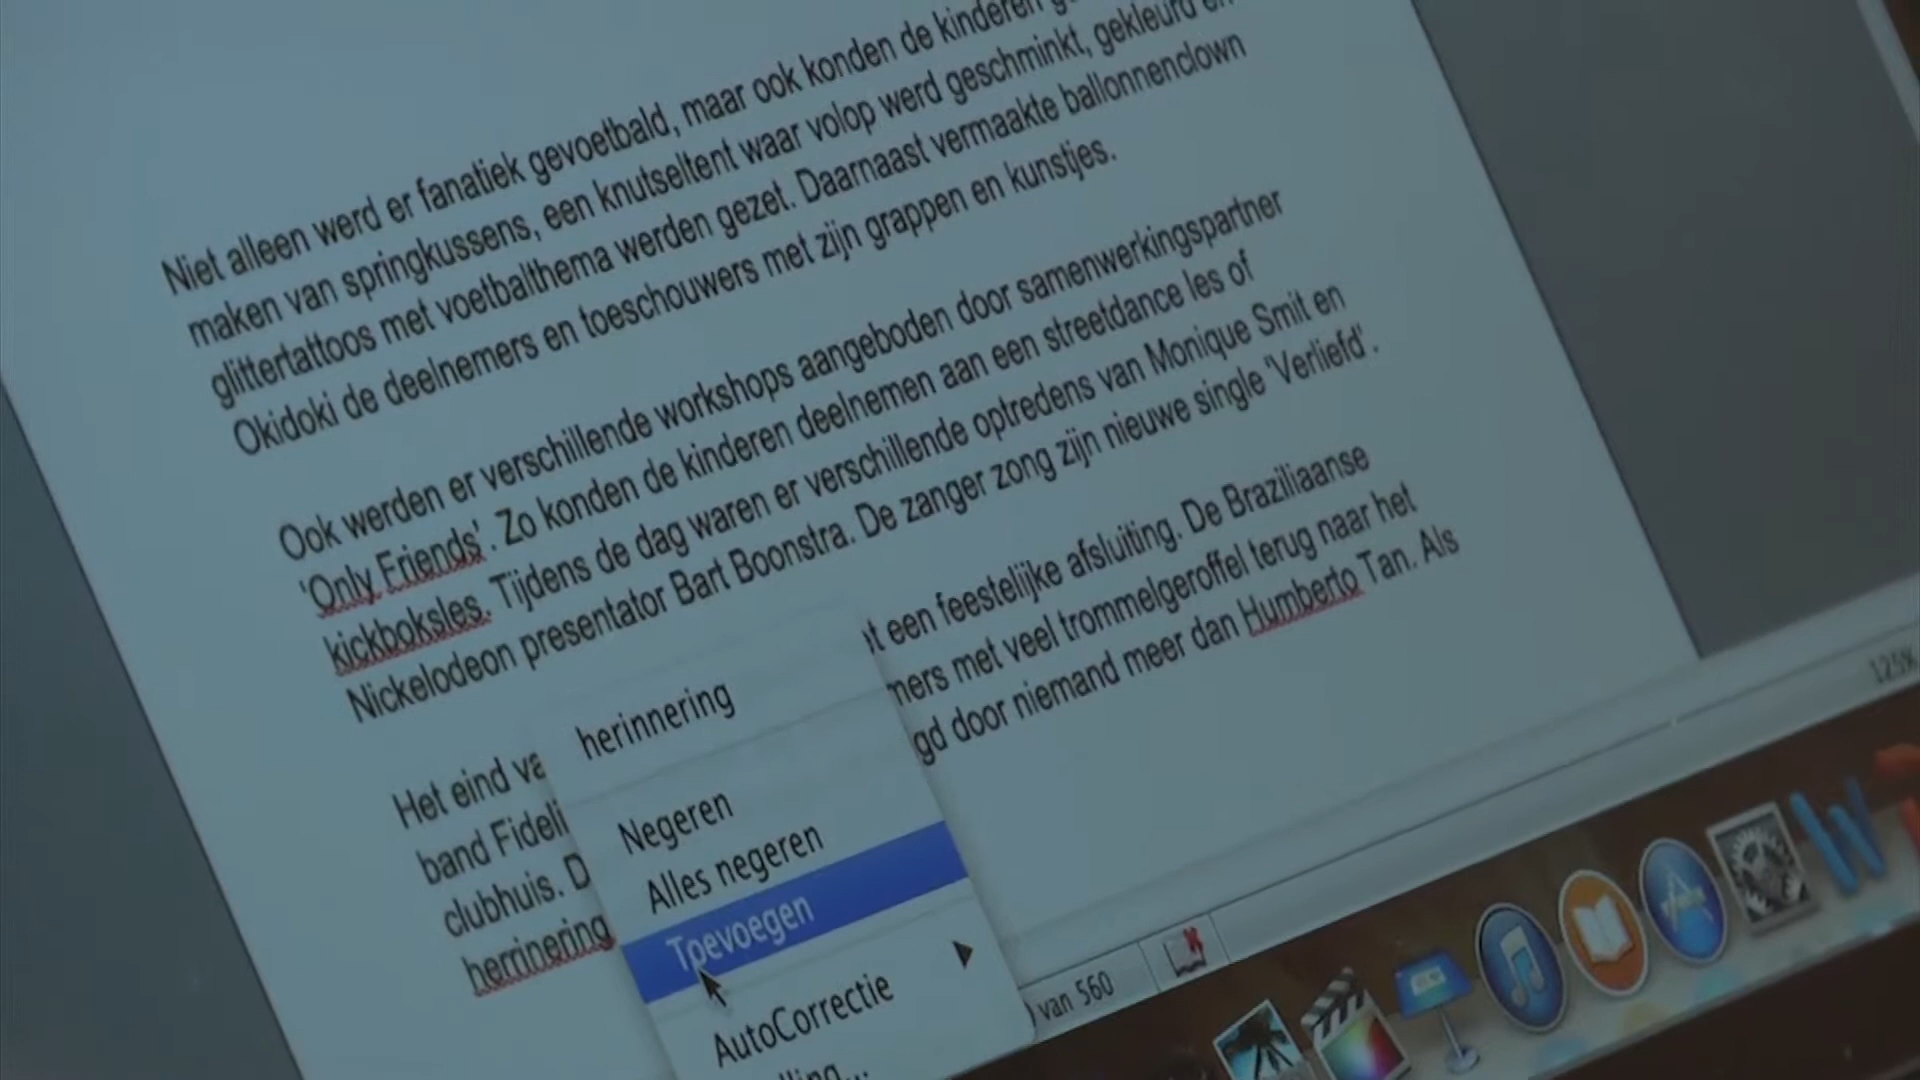 Niet alleen werd er fanatiek gevoetbald, maar ook konden de kinderen
maken van springkussens, een knutseltent waar volop werd geschminkt, gekleurd en
glittertattoos met voetbalthema werden gezet. Daarnaast vermaakte ballonnenclown
Okidoki de deelnemers en toeschouwers met zijn grappen en kunstjes.
Ook werden er verschillende workshops aangeboden door samenwerkingspartner
'Only Friends'. Zo konden de kinderen deelnemen aan een streetdance les of
kickboksles. Tijdens de dag waren er verschillende optredens van Monique Smit en
Nickelodeon presentator Bart Boonstra. De zanger zong zijn nieuwe single 'Verliefd'.
Het eind een feestelijke afsluiting. De Braziliaanse
band met veel trommelgeroffel terug naar het
clubhuis. door niemand meer dan Humberto Tan. Als
herrinering
herinnering
Negeren
Alles negeren
Toevoegen
AutoCorrectie
van 560
125%